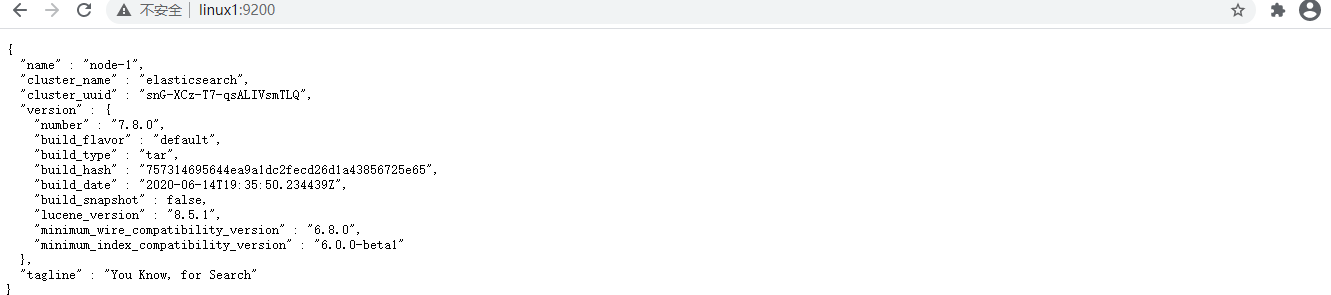 不安全 | linux1:9200
{
"name" : "node-1",
"cluster_name" : "elasticsearch",
"cluster_uuid" : "snG-XCz-T7-qsALIVsmTLQ",
"version" : {
"number" : "7.8.0",
"build_flavor" : "default",
"build_type" : "tar",
"build_hash" : "757314695644ea9a1dc2fecd26d1a43856725e65",
"build_date" : "2020-06-14T19:35:50.234439Z",
"build_snapshot" : false,
"lucene_version" : "8.5.1",
"minimum_wire_compatibility_version" : "6.8.0",
"minimum_index_compatibility_version" : "6.0.0-beta1"
},
"tagline" : "You Know, for Search"
}